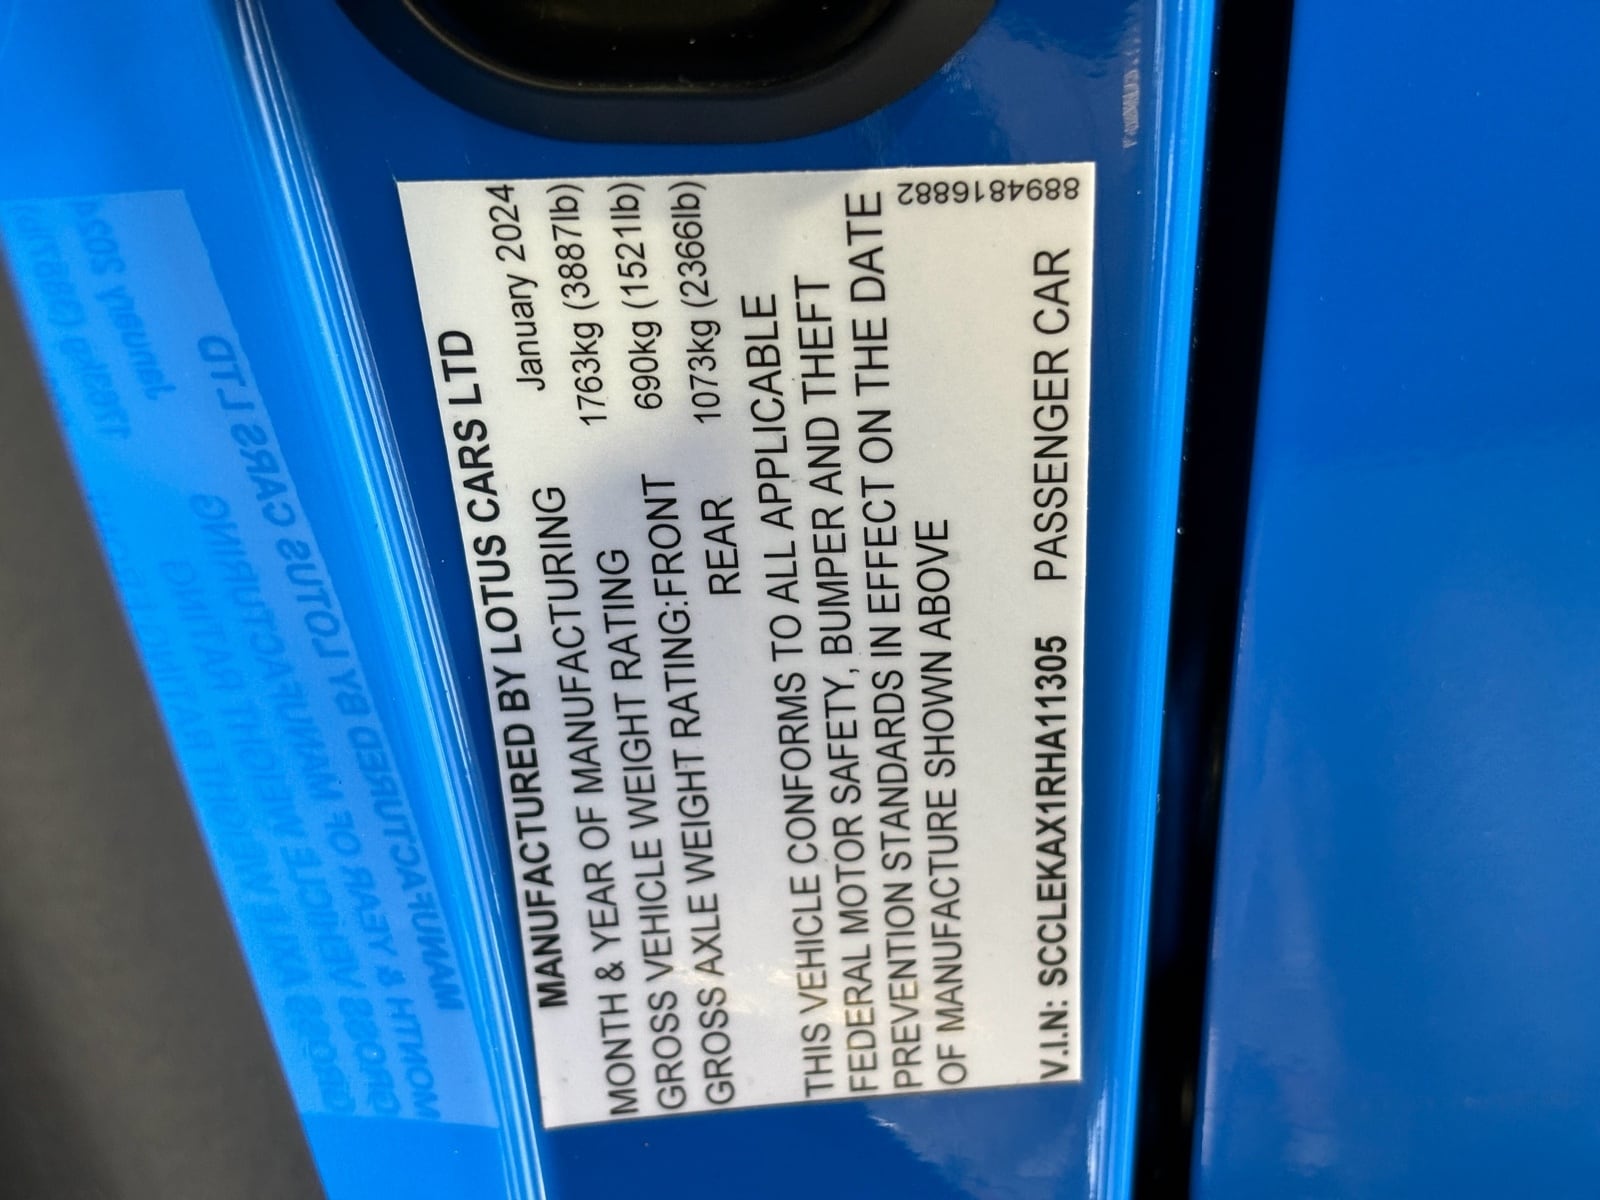 MANUFACTURED BY LOTUS CARS LTD
MONTH & YEAR OF MANUFACTURING January 2024
GROSS VEHICLE WEIGHT RATING 1763kg (3887lb)
GROSS AXLE WEIGHT RATING:FRONT 690kg (1521lb)
REAR 1073kg (2366lb)
THIS VEHICLE CONFORMS TO ALL APPLICABLE
FEDERAL MOTOR SAFETY, BUMPER AND THEFT
PREVENTION STANDARDS IN EFFECT ON THE DATE
OF MANUFACTURE SHOWN ABOVE
V.I.N: SCCLEKAX1RHA11305 PASSENGER CAR
8894816882